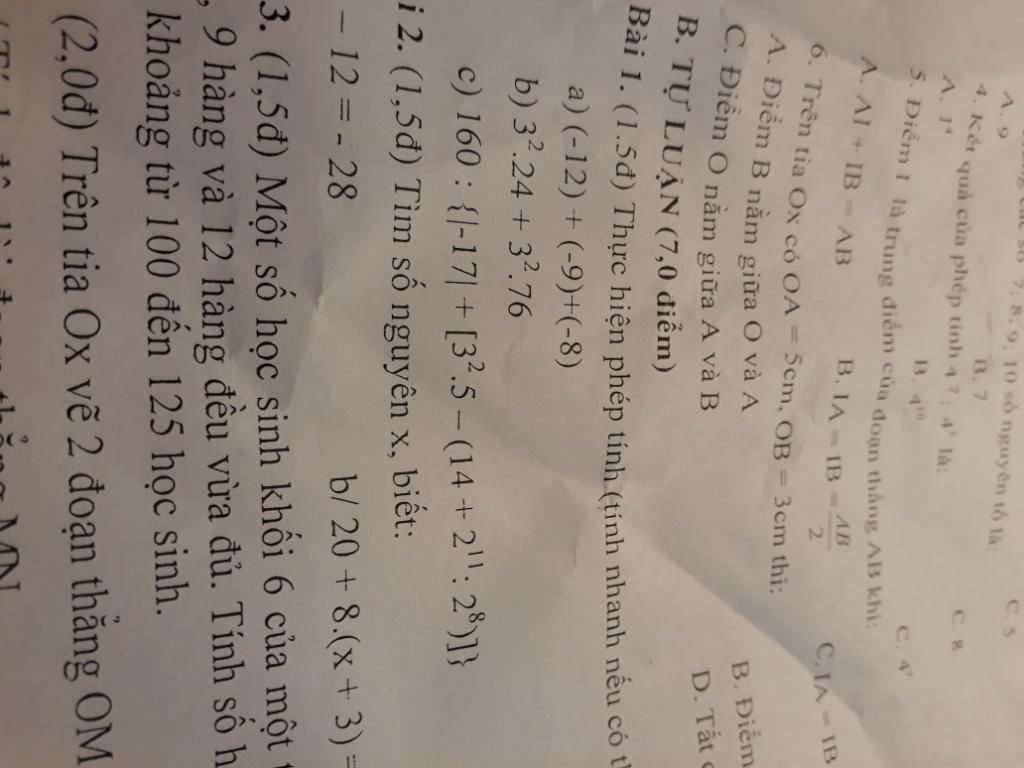 7; 8; 9; 10 số nguyên tố là:
A. 9 B. 7 C. 5
4. Kết quả của phép tính
A. 1⁴ B. 4¹⁰ C. 8
5. Điểm I là trung điểm của đoạn thẳng AB khi: C. 4⁷
A. AI + IB = AB B. IA = IB = AB/2 C. IA = IB
6. Trên tia Ox có OA = 5cm, OB = 3cm thì:
A. Điểm B nằm giữa O và A B. Điểm
C. Điểm O nằm giữa A và B D. Tất
B. TỰ LUẬN (7,0 điểm)
Bài 1. (1.5đ) Thực hiện phép tính (tính nhanh nếu có
a) (-12) + (-9)+(-8)
b) 3².24 + 3².76
c) 160 : {|-17| + [3².5 – (14 + 2¹¹: 2⁸)]}
i 2. (1,5đ) Tìm số nguyên x, biết:
– 12 = - 28 b/ 20 + 8.(x + 3) =
3. (1,5đ) Một số học sinh khối 6 của một
, 9 hàng và 12 hàng đều vừa đủ. Tính số h
khoảng từ 100 đến 125 học sinh.
(2,0đ) Trên tia Ox vẽ 2 đoạn thẳng OM
MN